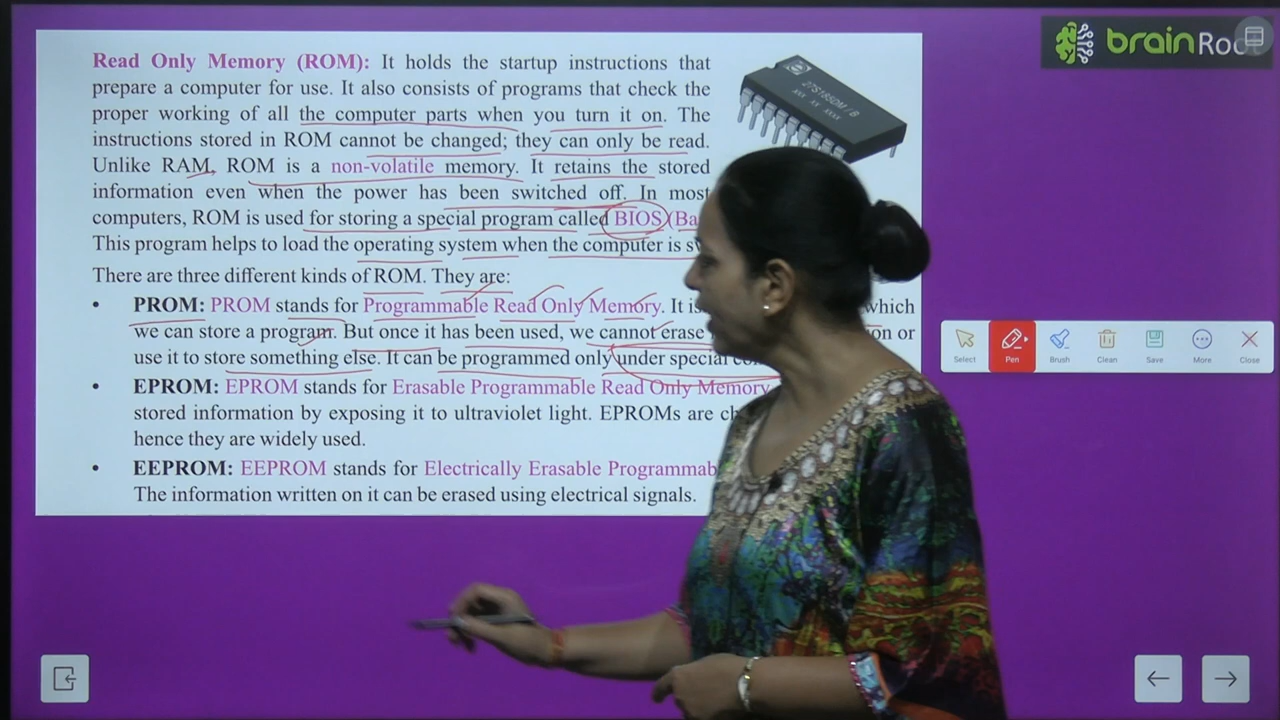 brainRoo
Read Only Memory (ROM): It holds the startup instructions that
prepare a computer for use. It also consists of programs that check the
proper working of all the computer parts when you turn it on. The
instructions stored in ROM cannot be changed; they can only be read.
Unlike RAM, ROM is a non-volatile memory. It retains the stored
information even when the power has been switched off. In most
computers, ROM is used for storing a special program called BIOS (Ba
This program helps to load the operating system when the computer is
There are three different kinds of ROM. They are:
• PROM: PROM stands for Programmable Read Only Memory. It is which
we can store a program. But once it has been used, we cannot erase on or
use it to store something else. It can be programmed only under special
• EPROM: EPROM stands for Erasable Programmable Read Only Memory
stored information by exposing it to ultraviolet light. EPROMs are
hence they are widely used.
• EEPROM: EEPROM stands for Electrically Erasable Programmab
The information written on it can be erased using electrical signals.
Select Pen Brush Clean Save More Close